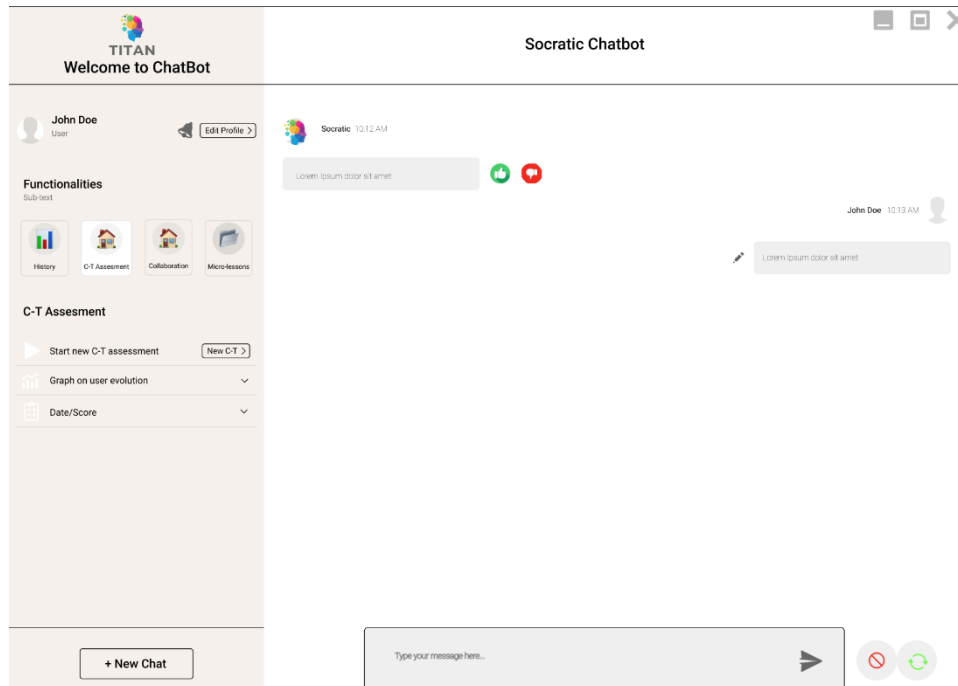 TITAN
Welcome to ChatBot
Socratic Chatbot
John Doe
User
Edit Profile >
Functionalities
Sub-text
History
C-T Assesment
Collaboration
Micro-lessons
C-T Assesment
Start new C-T assessment
New C-T >
Graph on user evolution
Date/Score
+ New Chat
Socratic 10:12 AM
Lorem ipsum dolor sit amet
John Doe 10:13 AM
Lorem ipsum dolor sit amet
Type your message here...